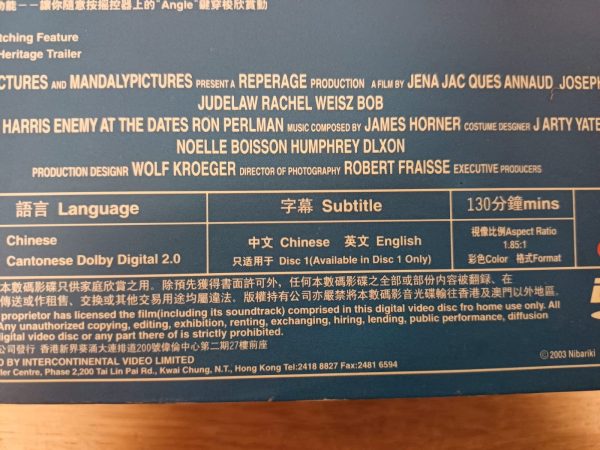 功能－－讓你隨意按搖控器上的"Angle"鍵穿梭欣賞動
tching Feature
Heritage Trailer
CTURES AND MANDALYPICTURES PRESENT A REPERAGE PRODUCTION A FILM BY JENA JAC QUES ANNAUD JOSEPH
JUDELAW RACHEL WEISZ BOB
HARRIS ENEMY AT THE DATES RON PERLMAN MUSIC COMPOSED BY JAMES HORNER COSTUME DESGNER J ARTY YATE
NOELLE BOISSON HUMPHREY DLXON
PRODUCTION DESIGNR WOLF KROEGER DIRECTOR OF PHOTOGRAPHY ROBERT FRAISSE EXECUTIVE PRODUCERS
語言 Language 字幕 Subtitle 130分鐘mins
Chinese 中文 Chinese 英文 English 視像比例Aspect Ratio
1.85:1
Cantonese Dolby Digital 2.0 只适用于 Disc 1(Available in Disc 1 Only) 彩色Color 格式Format
本數碼影碟只供家庭欣賞之用。除預先獲得書面許可外，任何本數碼影碟之全部或部份內容被翻錄、在
傳送或作租售、交換或其他交易用途均屬違法。版權持有公司亦嚴禁將本數碼影音光碟輸往香港及澳門以外地區。
proprietor has licensed the film(including its soundtrack) comprised in this digital video disc fro home use only. All
Any unauthorized copying, editing, exhibition, renting, exchanging, hiring, lending, public performance, diffusion
digital video disc or any part there of is strictly prohibited.
公司發行 香港新界葵涌大連排道200號偉倫中心第二期27樓前座
D BY INTERCONTINENTAL VIDEO LIMITED
ler Centre, Phase 2,200 Tai Lin Pai Rd., Kwai Chung, N.T., Hong Kong Tel:2418 8827 Fax:2481 6594
© 2003 Nibariki